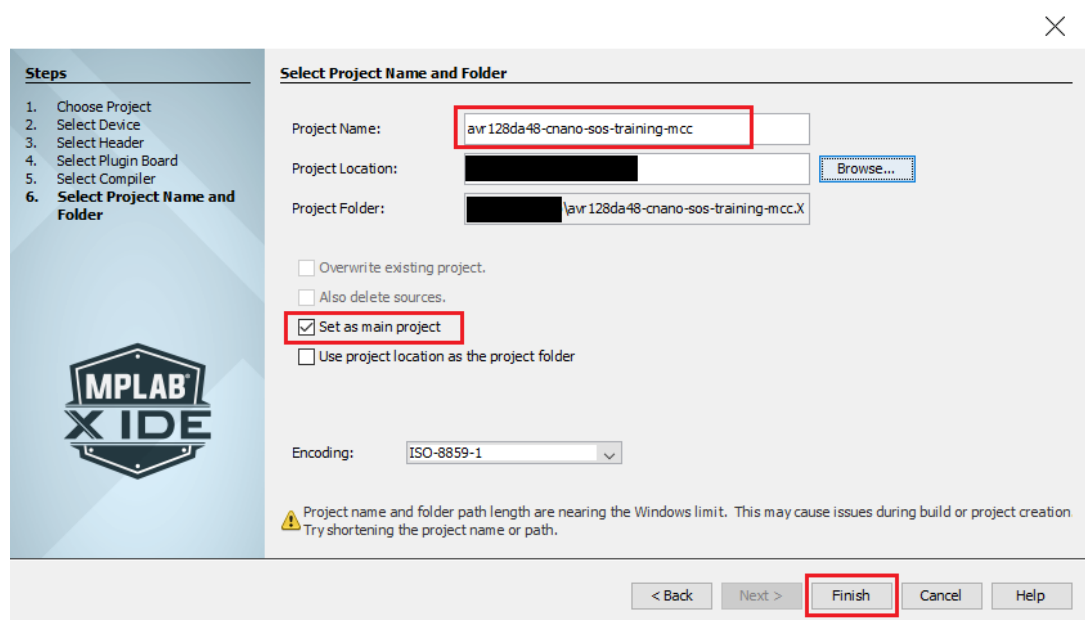 Steps
1. Choose Project
2. Select Device
3. Select Header
4. Select Plugin Board
5. Select Compiler
6. Select Project Name and
Folder
MPLAB®
X IDE
Select Project Name and Folder
Project Name: avr128da48-cnano-sos-training-mcc
Project Location: Browse...
Project Folder: \avr128da48-cnano-sos-training-mcc.X
Overwrite existing project.
Also delete sources.
Set as main project
Use project location as the project folder
Encoding: ISO-8859-1
Project name and folder path length are nearing the Windows limit. This may cause issues during build or project creation.
Try shortening the project name or path.
< Back Next > Finish Cancel Help